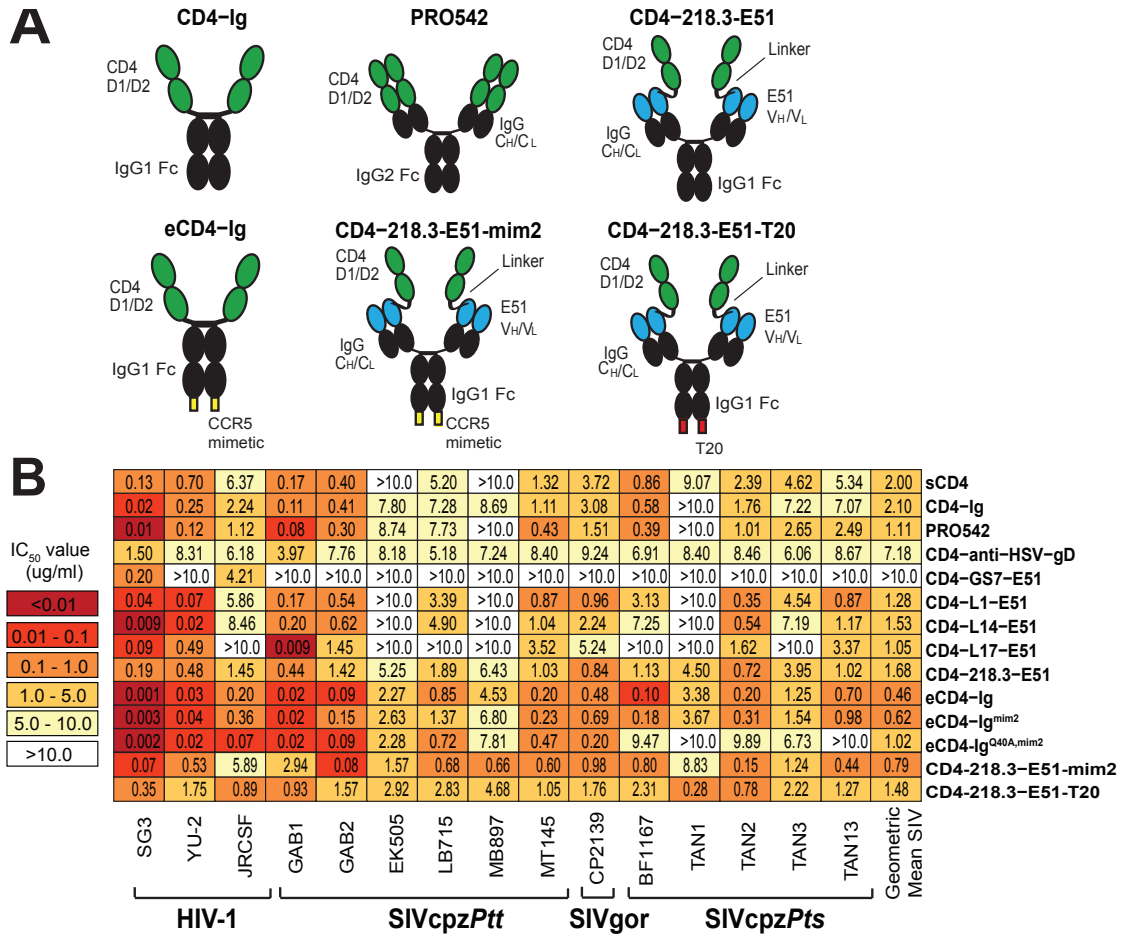 A
CD4−Ig
CD4
D1/D2
IgG1 Fc
PRO542
CD4
D1/D2
IgG
CH/CL
IgG2 Fc
CD4−218.3-E51
CD4
D1/D2
Linker
E51
VH/VL
IgG
CH/CL
IgG1 Fc
eCD4−Ig
CD4
D1/D2
IgG1 Fc
CCR5
mimetic
CD4−218.3-E51-mim2
CD4
D1/D2
Linker
E51
VH/VL
IgG
CH/CL
IgG1 Fc
CCR5
mimetic
CD4−218.3-E51-T20
CD4
D1/D2
Linker
E51
VH/VL
IgG
CH/CL
IgG1 Fc
T20
B
IC50 value
(ug/ml)
<0.01
0.01 - 0.1
0.1 - 1.0
1.0 - 5.0
5.0 - 10.0
>10.0
0.13 0.70 6.37 0.17 0.40 >10.0 5.20 >10.0 1.32 3.72 0.86 9.07 2.39 4.62 5.34 2.00 sCD4
0.02 0.25 2.24 0.11 0.41 7.80 7.28 8.69 1.11 3.08 0.58 >10.0 1.76 7.22 7.07 2.10 CD4−Ig
0.01 0.12 1.12 0.08 0.30 8.74 7.73 >10.0 0.43 1.51 0.39 >10.0 1.01 2.65 2.49 1.11 PRO542
1.50 8.31 6.18 3.97 7.76 8.18 5.18 7.24 8.40 9.24 6.91 8.40 8.46 6.06 8.67 7.18 CD4−anti−HSV−gD
0.20 >10.0 4.21 >10.0 >10.0 >10.0 >10.0 >10.0 >10.0 >10.0 >10.0 >10.0 >10.0 >10.0 >10.0 >10.0 CD4−GS7−E51
0.04 0.07 5.86 0.17 0.54 >10.0 3.39 >10.0 0.87 0.96 3.13 >10.0 0.35 4.54 0.87 1.28 CD4−L1−E51
0.009 0.02 8.46 0.20 0.62 >10.0 4.90 >10.0 1.04 2.24 7.25 >10.0 0.54 7.19 1.17 1.53 CD4−L14−E51
0.09 0.49 >10.0 0.009 1.45 >10.0 >10.0 >10.0 3.52 5.24 >10.0 >10.0 1.62 >10.0 3.37 1.05 CD4−L17−E51
0.19 0.48 1.45 0.44 1.42 5.25 1.89 6.43 1.03 0.84 1.13 4.50 0.72 3.95 1.02 1.68 CD4−218.3−E51
0.001 0.03 0.20 0.02 0.09 2.27 0.85 4.53 0.20 0.48 0.10 3.38 0.20 1.25 0.70 0.46 eCD4−Ig
0.003 0.04 0.36 0.02 0.15 2.63 1.37 6.80 0.23 0.69 0.18 3.67 0.31 1.54 0.98 0.62 eCD4−Igmim2
0.002 0.02 0.07 0.02 0.09 2.28 0.72 7.81 0.47 0.20 9.47 >10.0 9.89 6.73 >10.0 1.02 eCD4-IgQ40A,mim2
0.07 0.53 5.89 2.94 0.08 1.57 0.68 0.66 0.60 0.98 0.80 8.83 0.15 1.24 0.44 0.79 CD4-218.3−E51-mim2
0.35 1.75 0.89 0.93 1.57 2.92 2.83 4.68 1.05 1.76 2.31 0.28 0.78 2.22 1.27 1.48 CD4-218.3−E51-T20
SG3 YU-2 JRCSF GAB1 GAB2 EK505 LB715 MB897 MT145 CP2139 BF1167 TAN1 TAN2 TAN3 TAN13 Geometric
Mean SIV
HIV-1 SIVcpzPtt SIVgor SIVcpzPts